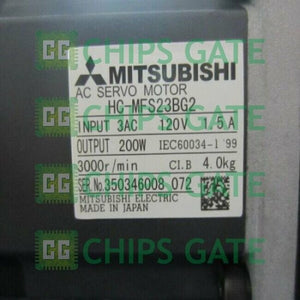 CHIPS GATE
MITSUBISHI
AC SERVO MOTOR
HC-MFS23BG2
INPUT 3AC 120V 1.5A
OUTPUT 200W IEC60034-1 '99
3000r/min CI.B 4.0kg
SER.No.350346008 072
MITSUBISHI ELECTRIC
MADE IN JAPAN
CHIPS GATE